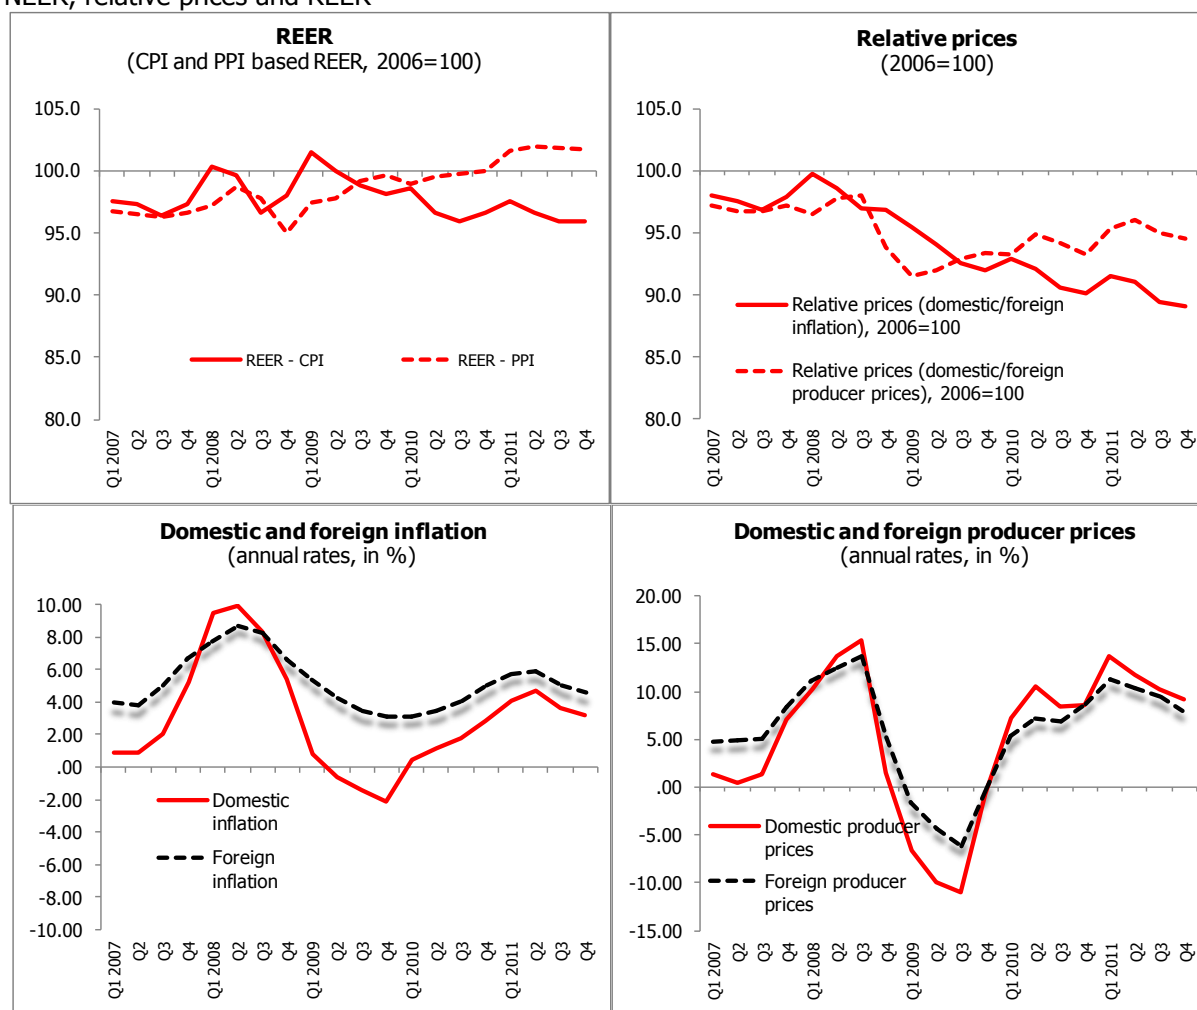 NEER, relative prices and REER
REER
(CPI and PPI based REER, 2006=100)
105.0
100.0
95.0
90.0
85.0
80.0
REER - CPI
REER - PPI
Q1 2007
Q2
Q3
Q4
Q1 2008
Q2
Q3
Q4
Q1 2009
Q2
Q3
Q4
Q1 2010
Q2
Q3
Q4
Q1 2011
Q2
Q3
Q4
Relative prices
(2006=100)
105.0
100.0
95.0
90.0
85.0
80.0
Relative prices (domestic/foreign
inflation), 2006=100
Relative prices (domestic/foreign
producer prices), 2006=100
Q1 2007
Q2
Q3
Q4
Q1 2008
Q2
Q3
Q4
Q1 2009
Q2
Q3
Q4
Q1 2010
Q2
Q3
Q4
Q1 2011
Q2
Q3
Q4
Domestic and foreign inflation
(annual rates, in %)
10.00
8.00
6.00
4.00
2.00
.00
-2.00
-4.00
-6.00
-8.00
-10.00
Domestic
inflation
Foreign
inflation
Q1 2007
Q2
Q3
Q4
Q1 2008
Q2
Q3
Q4
Q1 2009
Q2
Q3
Q4
Q1 2010
Q2
Q3
Q4
Q1 2011
Q2
Q3
Q4
Domestic and foreign producer prices
(annual rates, in %)
20.00
15.00
10.00
5.00
.00
-5.00
-10.00
-15.00
Domestic producer
prices
Foreign producer
prices
Q1 2007
Q2
Q3
Q4
Q1 2008
Q2
Q3
Q4
Q1 2009
Q2
Q3
Q4
Q1 2010
Q2
Q3
Q4
Q1 2011
Q2
Q3
Q4